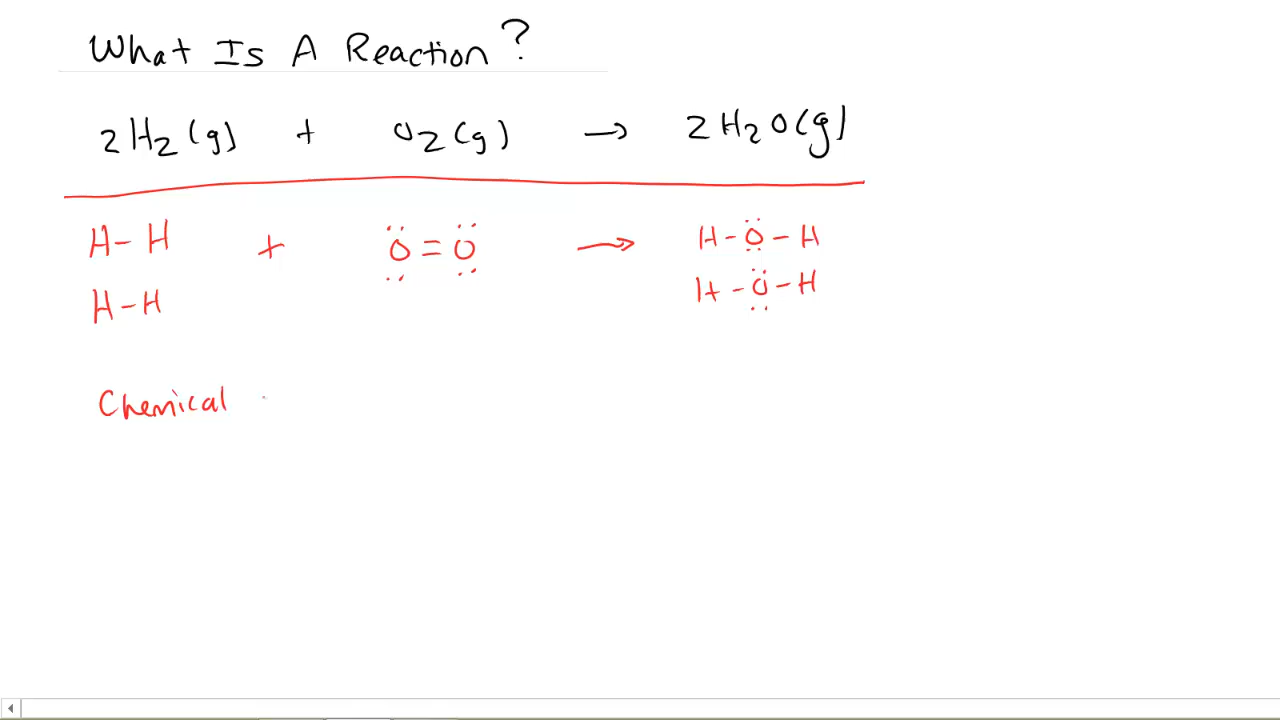 What Is A Reaction?
2H₂(g) + O₂(g) → 2H₂O(g)
H-H + Ö=Ö → H-Ö-H
H-H H-Ö-H
Chemical